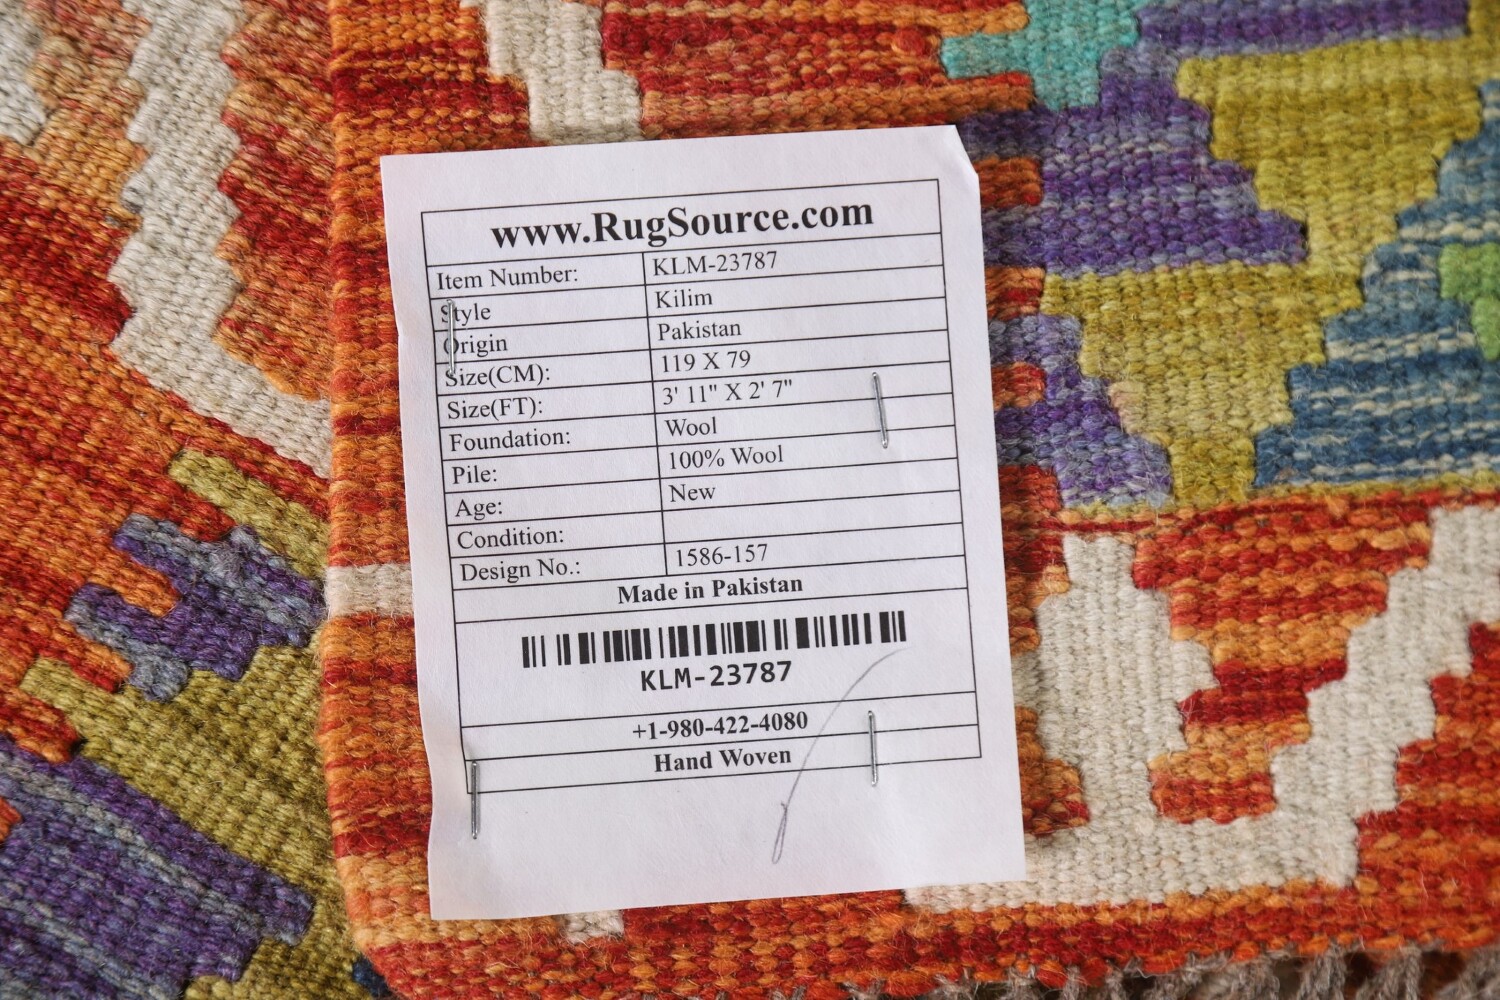 www.RugSource.com
Item Number: KLM-23787
Style Kilim
Origin Pakistan
Size(CM): 119 X 79
Size(FT): 3' 11" X 2' 7"
Foundation: Wool
Pile: 100% Wool
Age: New
Condition:
Design No.: 1586-157
Made in Pakistan
KLM-23787
+1-980-422-4080
Hand Woven